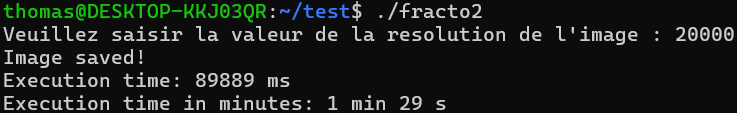 thomas@DESKTOP-KKJ03QR:~/test$ ./fracto2
Veuillez saisir la valeur de la resolution de l'image : 20000
Image saved!
Execution time: 89889 ms
Execution time in minutes: 1 min 29 s